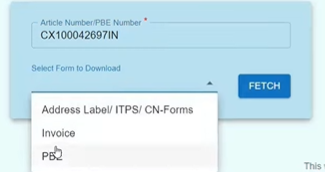 Article Number/PBE Number *
CX100042697IN
Select Form to Download
FETCH
Address Label/ ITPS/ CN-Forms
Invoice
PBE
This